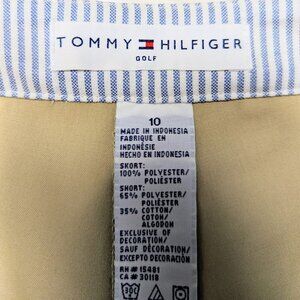 TOMMY HILFIGER
GOLF
10
MADE IN INDONESIA
FABRIQUE EN
INDONÉSIE
HECHO EN INDONESIA
SKORT:
100% POLYESTER/
POLIÉSTER
SHORT:
65% POLYESTER/
POLIÉSTER
35% COTTON/
COTON/
ALGODON
EXCLUSIVE OF
DECORATION/
SAUF DÉCORATION/
EXCEPTO DECORACIÓN
RN# 15481
CA# 30118